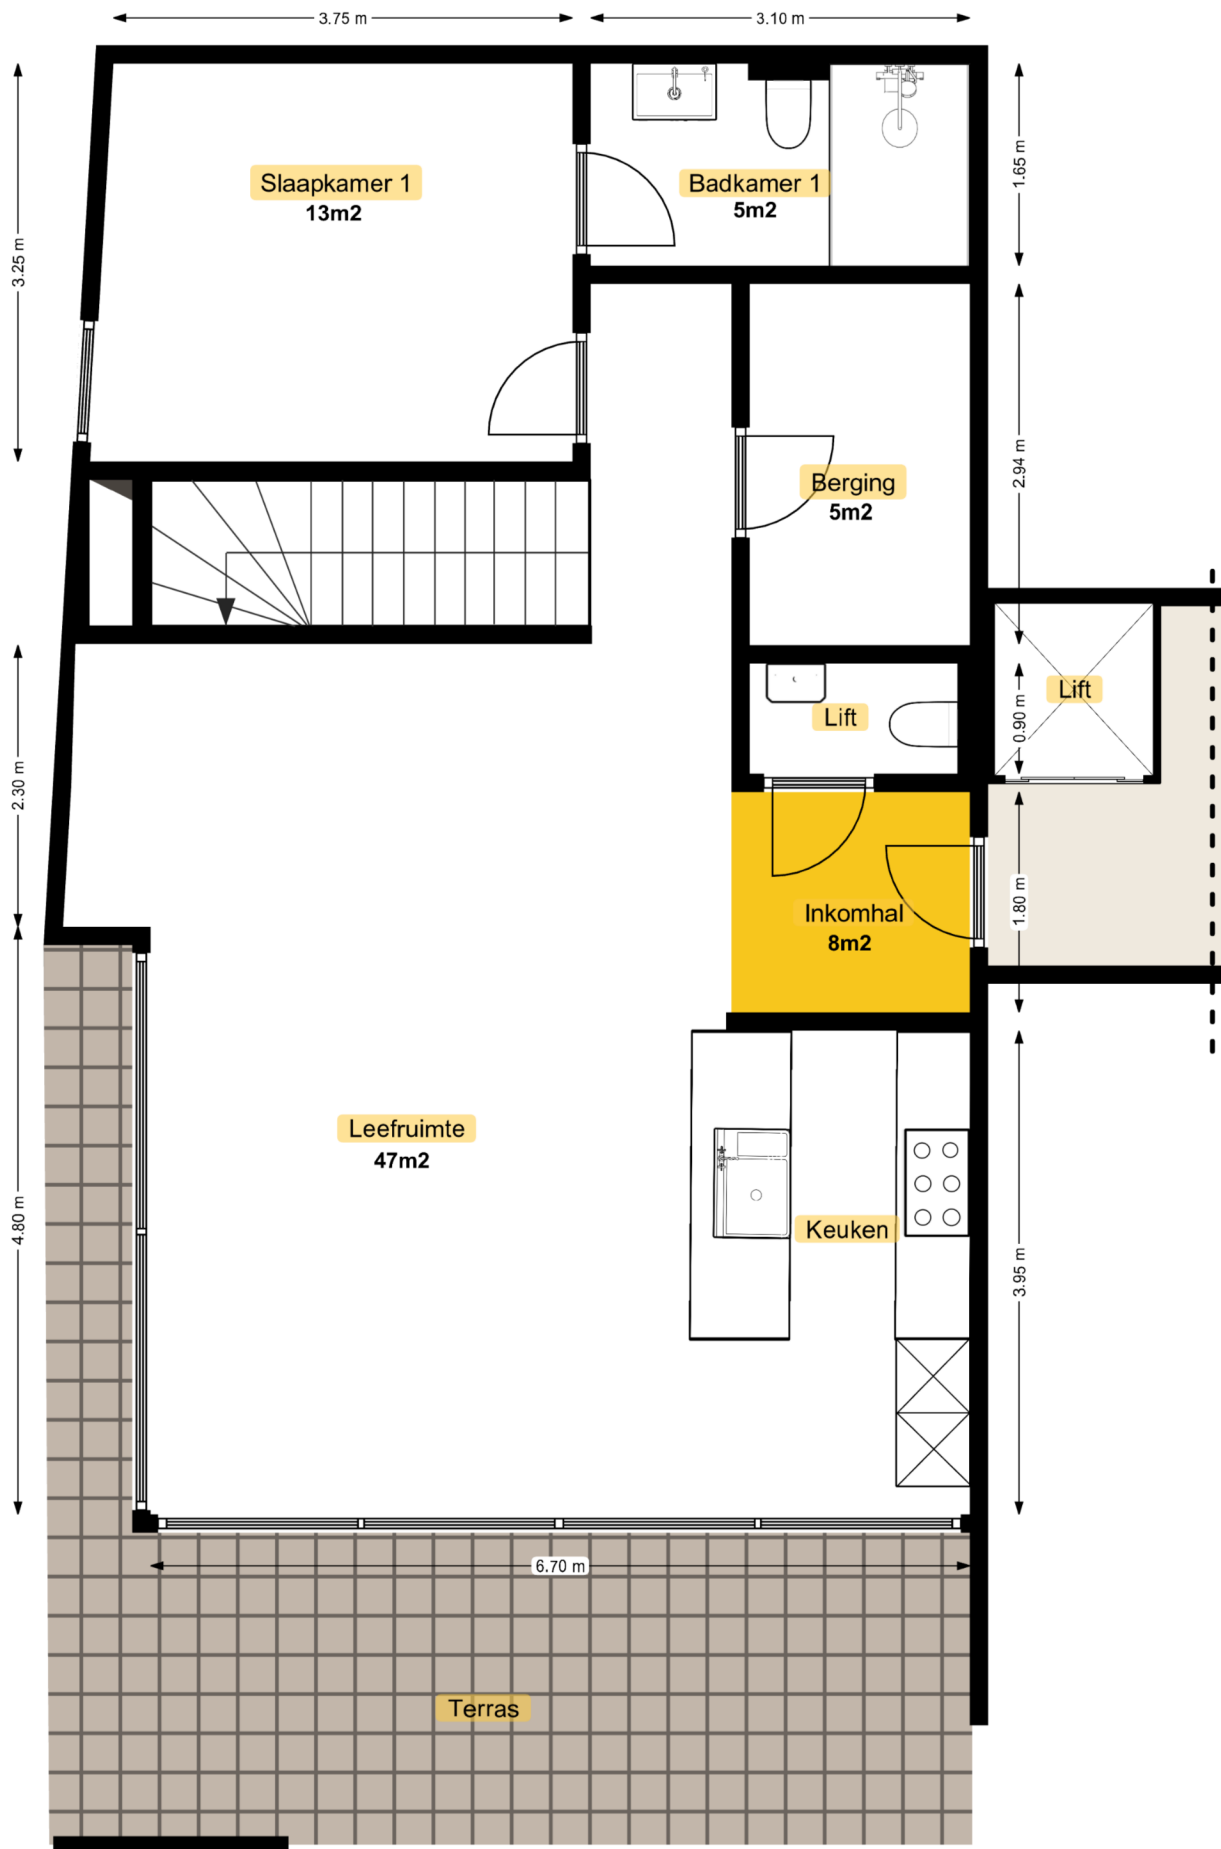 3.75 m
3.10 m
3.25 m
1.65 m
Slaapkamer 1
13m2
Badkamer 1
5m2
2.94 m
Berging
5m2
Lift
0.90 m
Lift
2.30 m
1.80 m
Inkomhal
8m2
Leefruimte
47m2
4.80 m
Keuken
3.95 m
6.70 m
Terras